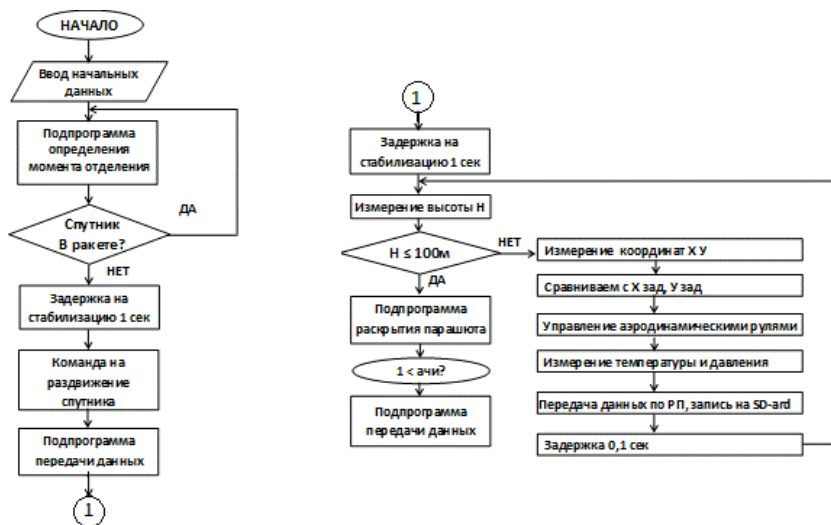 НАЧАЛО
Ввод начальных
данных
Подпрограмма
определения
момента отделения
ДА
Спутник
В ракете?
НЕТ
Задержка на
стабилизацию 1 сек
Команда на
раздвижение
спутника
Подпрограмма
передачи данных
1
1
Задержка на
стабилизацию 1 сек
Измерение высоты Н
Н ≤ 100м
НЕТ
ДА
Подпрограмма
раскрытия парашюта
1 < ачи?
Подпрограмма
передачи данных
Измерение координат Х У
Сравниваем с Х зад, У зад
Управление аэродинамическими рулями
Измерение температуры и давления
Передача данных по РП, запись на SD-ard
Задержка 0,1 сек